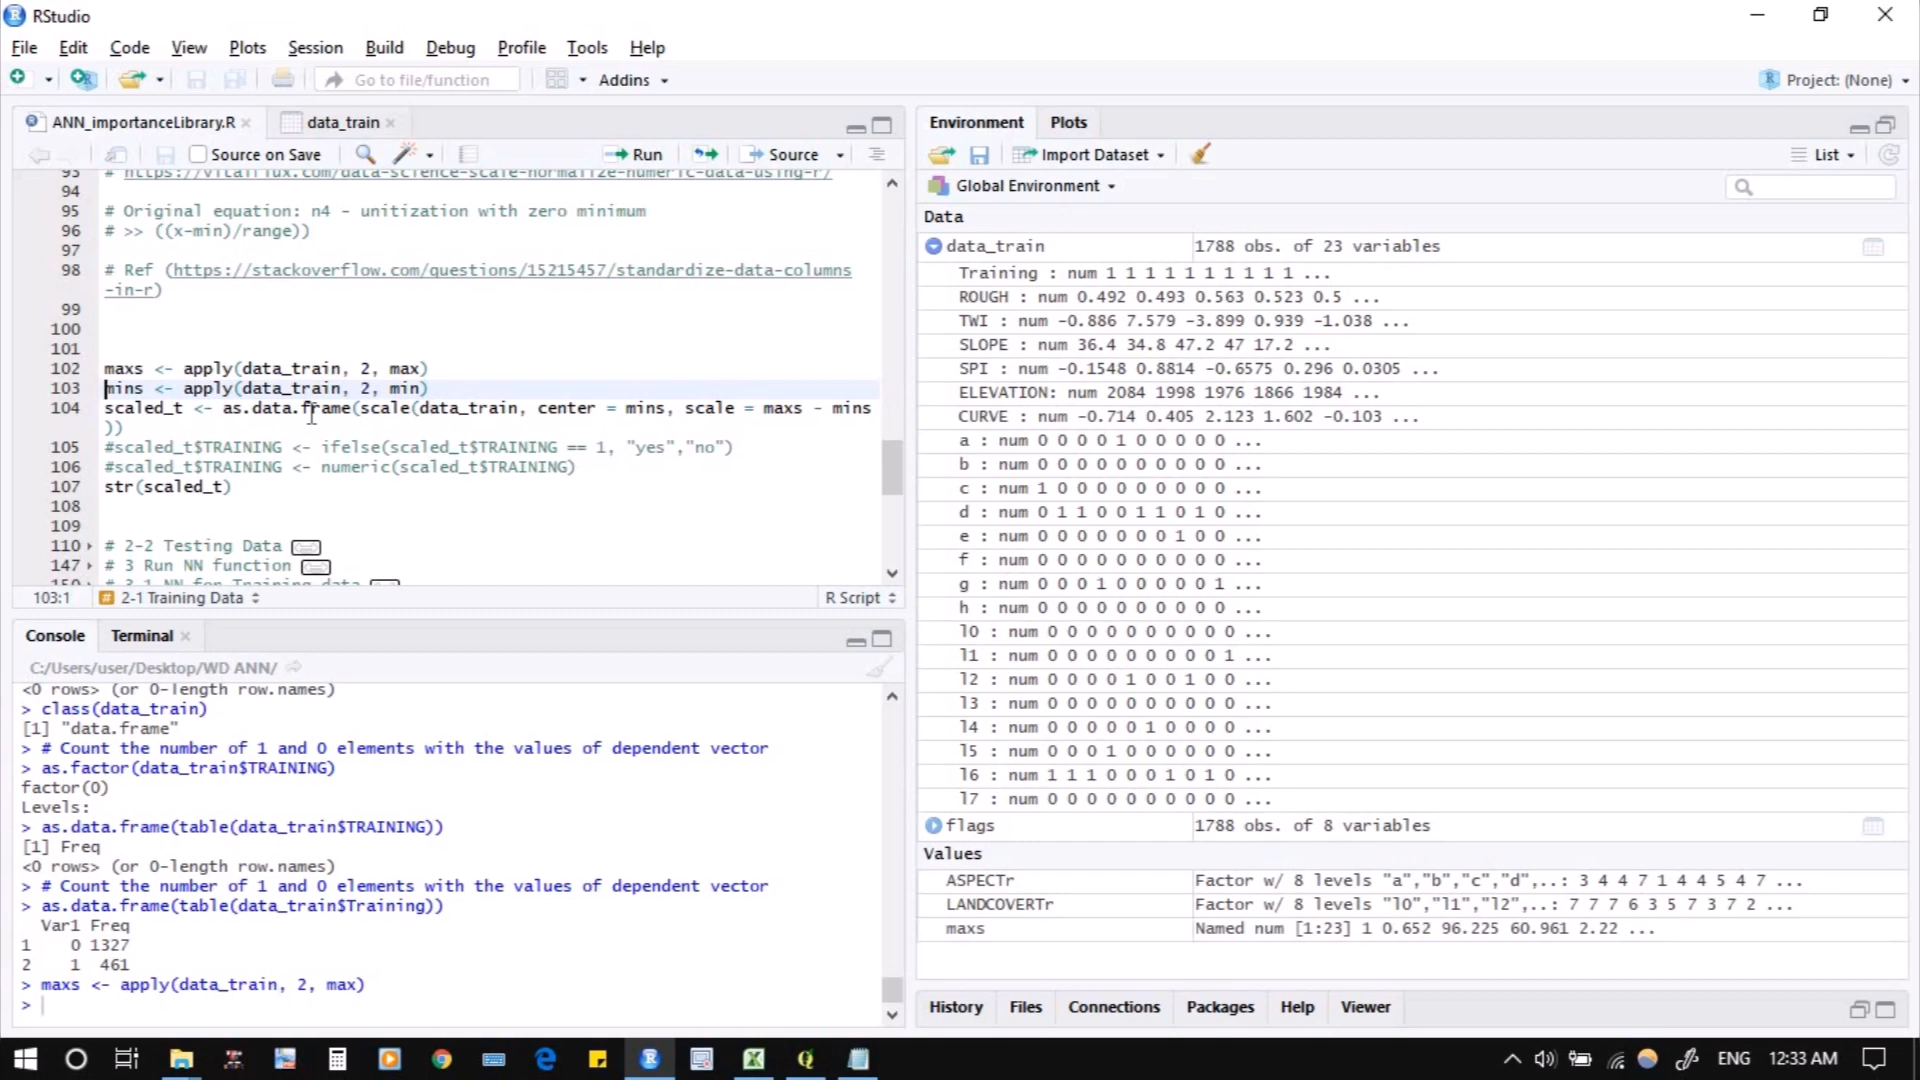 RStudio
File Edit Code View Plots Session Build Debug Profile Tools Help
Go to file/function Addins Project: (None)
ANN_importanceLibrary.R data_train
Source on Save Run Source
93 # https://vitalflux.com/data-science-scale-normalize-numeric-data-using-r/
94
95 # Original equation: n4 - unitization with zero minimum
96 # >> ((x-min)/range))
97
98 # Ref (https://stackoverflow.com/questions/15215457/standardize-data-columns
-in-r)
99
100
101
102 maxs <- apply(data_train, 2, max)
103 mins <- apply(data_train, 2, min)
104 scaled_t <- as.data.frame(scale(data_train, center = mins, scale = maxs - mins
))
105 #scaled_t$TRAINING <- ifelse(scaled_t$TRAINING == 1, "yes","no")
106 #scaled_t$TRAINING <- numeric(scaled_t$TRAINING)
107 str(scaled_t)
108
109
110 # 2-2 Testing Data
147 # 3 Run NN function
150 # 3-1 NN for Training data
103:1 # 2-1 Training Data R Script
Console Terminal
C:/Users/user/Desktop/WD ANN/
<0 rows> (or 0-length row.names)
> class(data_train)
[1] "data.frame"
> # Count the number of 1 and 0 elements with the values of dependent vector
> as.factor(data_train$TRAINING)
factor(0)
Levels:
> as.data.frame(table(data_train$TRAINING))
[1] Freq
<0 rows> (or 0-length row.names)
> # Count the number of 1 and 0 elements with the values of dependent vector
> as.data.frame(table(data_train$Training))
Var1 Freq
1 0 1327
2 1 461
> maxs <- apply(data_train, 2, max)
>
Environment Plots
Import Dataset List
Global Environment
Data
data_train 1788 obs. of 23 variables
Training : num 1 1 1 1 1 1 1 1 1 1 ...
ROUGH : num 0.492 0.493 0.563 0.523 0.5 ...
TWI : num -0.886 7.579 -3.899 0.939 -1.038 ...
SLOPE : num 36.4 34.8 47.2 47 17.2 ...
SPI : num -0.1548 0.8814 -0.6575 0.296 0.0305 ...
ELEVATION: num 2084 1998 1976 1866 1984 ...
CURVE : num -0.714 0.405 2.123 1.602 -0.103 ...
a : num 0 0 0 0 1 0 0 0 0 0 ...
b : num 0 0 0 0 0 0 0 0 0 0 ...
c : num 1 0 0 0 0 0 0 0 0 0 ...
d : num 0 1 1 0 0 1 1 0 1 0 ...
e : num 0 0 0 0 0 0 0 1 0 0 ...
f : num 0 0 0 0 0 0 0 0 0 0 ...
g : num 0 0 0 1 0 0 0 0 0 1 ...
h : num 0 0 0 0 0 0 0 0 0 0 ...
l0 : num 0 0 0 0 0 0 0 0 0 0 ...
l1 : num 0 0 0 0 0 0 0 0 0 1 ...
l2 : num 0 0 0 0 1 0 0 1 0 0 ...
l3 : num 0 0 0 0 0 0 0 0 0 0 ...
l4 : num 0 0 0 0 0 1 0 0 0 0 ...
l5 : num 0 0 0 1 0 0 0 0 0 0 ...
l6 : num 1 1 1 0 0 0 1 0 1 0 ...
l7 : num 0 0 0 0 0 0 0 0 0 0 ...
flags 1788 obs. of 8 variables
Values
ASPECTr Factor w/ 8 levels "a","b","c","d",..: 3 4 4 7 1 4 4 5 4 7 ...
LANDCOVERTr Factor w/ 8 levels "l0","l1","l2",..: 7 7 7 6 3 5 7 3 7 2 ...
maxs Named num [1:23] 1 0.652 96.225 60.961 2.22 ...
History Files Connections Packages Help Viewer
ENG 12:33 AM